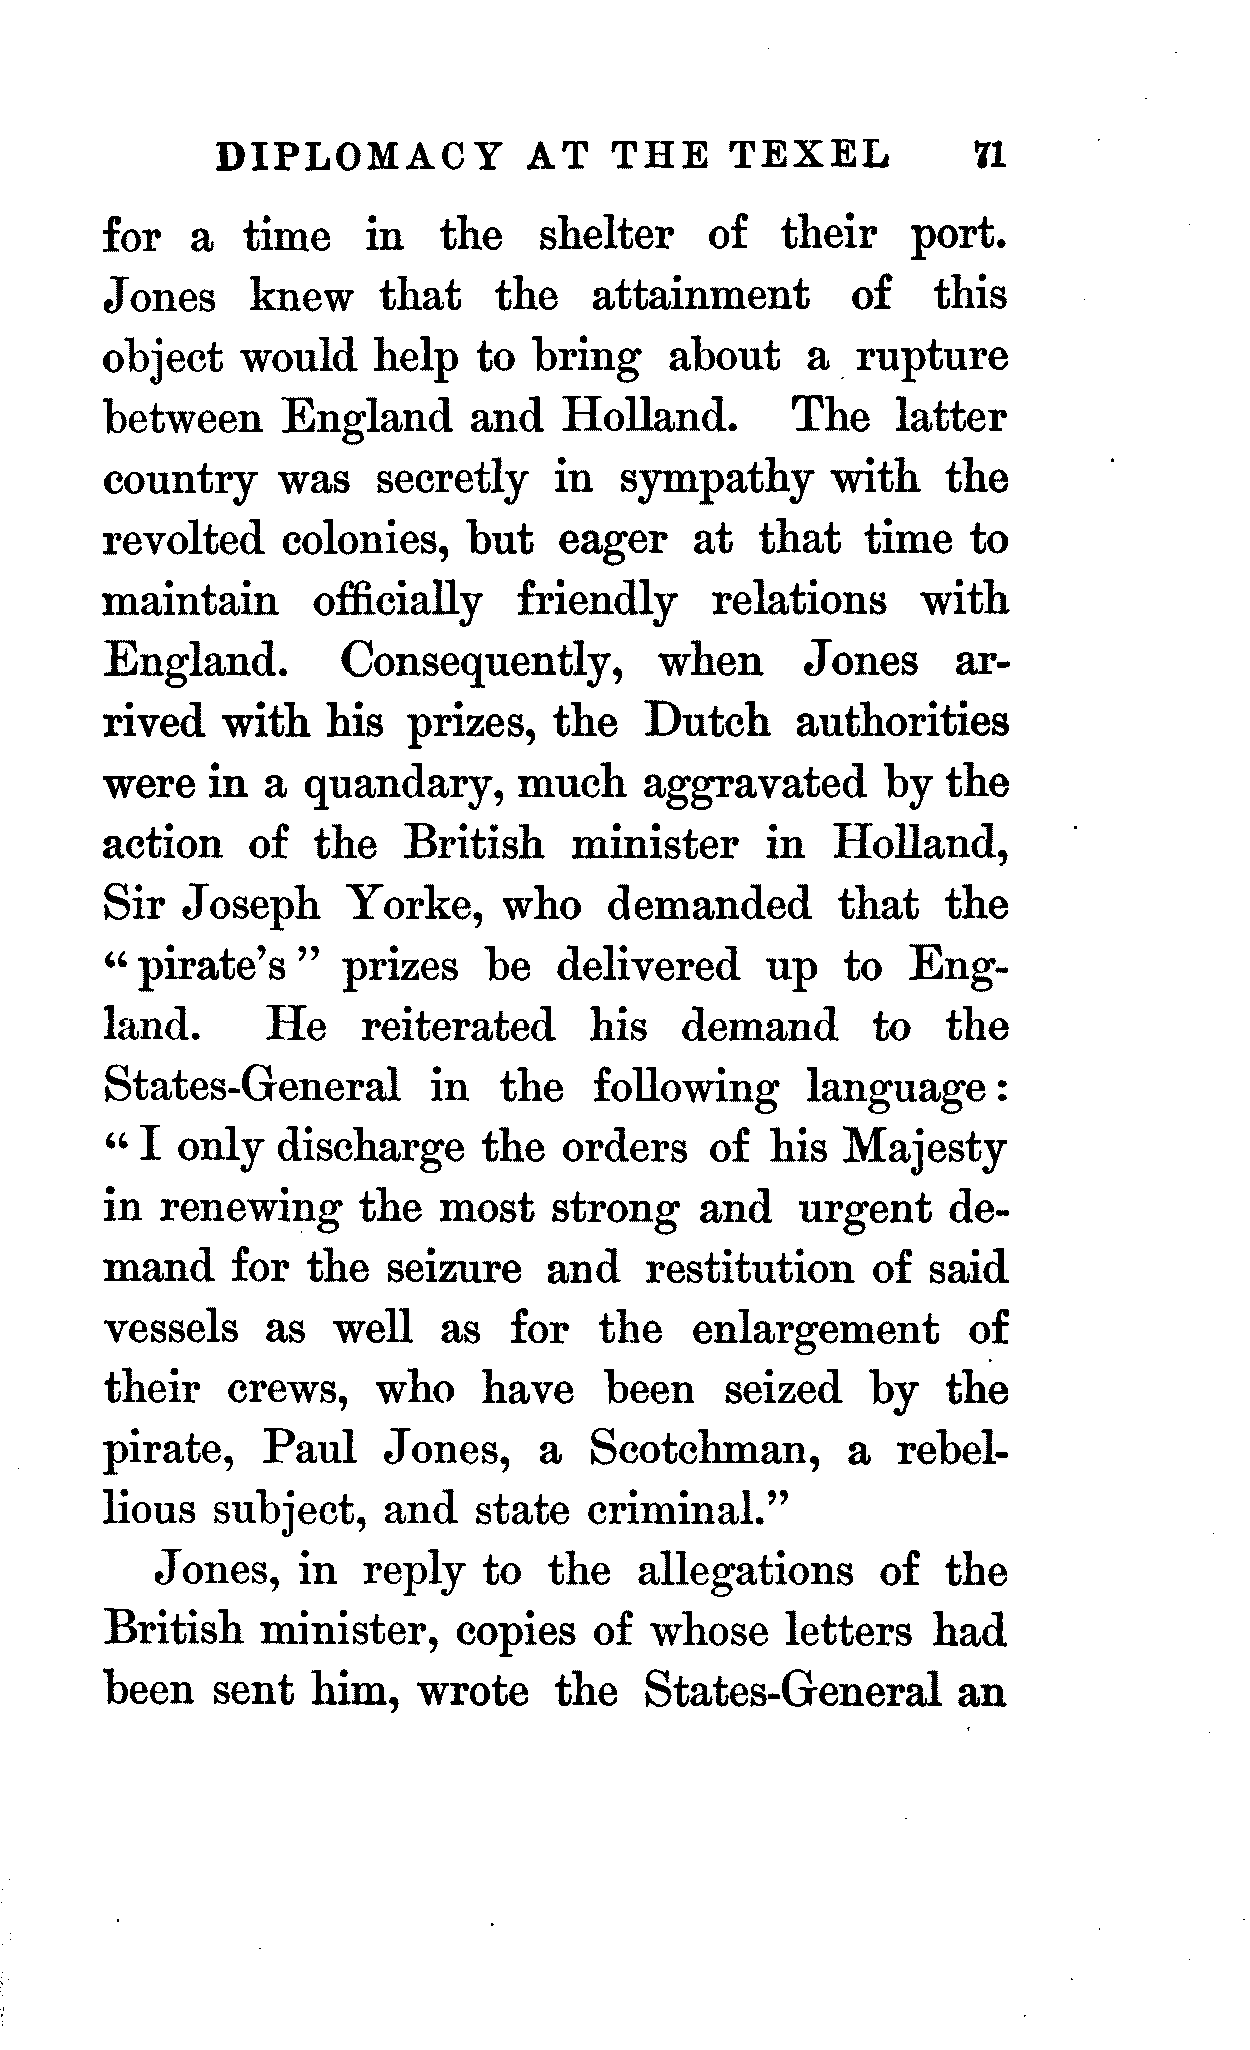 DIPLOMACY AT THE TEXEL 71
for a time in the shelter of their port.
Jones knew that the attainment of this
object would help to bring about a rupture
between England and Holland. The latter
country was secretly in sympathy with the
revolted colonies, but eager at that time to
maintain officially friendly relations with
England. Consequently, when Jones ar-
rived with his prizes, the Dutch authorities
were in a quandary, much aggravated by the
action of the British minister in Holland,
Sir Joseph Yorke, who demanded that the
“ pirate’s ” prizes be delivered up to Eng-
land. He reiterated his demand to the
States-General in the following language :
“ I only discharge the orders of his Majesty
in renewing the most strong and urgent de-
mand for the seizure and restitution of said
vessels as well as for the enlargement of
their crews, who have been seized by the
pirate, Paul Jones, a Scotchman, a rebel-
lious subject, and state criminal.”
Jones, in reply to the allegations of the
British minister, copies of whose letters had
been sent him, wrote the States-General an